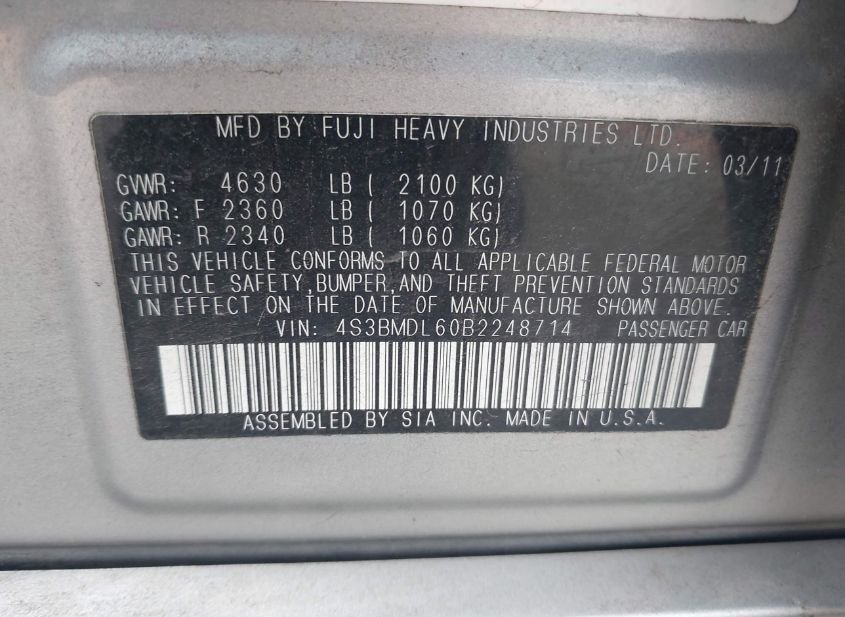 MFD BY FUJI HEAVY INDUSTRIES LTD.
DATE: 03/11
GVWR: 4630 LB ( 2100 KG)
GAWR: F 2360 LB ( 1070 KG)
GAWR: R 2340 LB ( 1060 KG)
THIS VEHICLE CONFORMS TO ALL APPLICABLE FEDERAL MOTOR
VEHICLE SAFETY,BUMPER,AND THEFT PREVENTION STANDARDS
IN EFFECT ON THE DATE OF MANUFACTURE SHOWN ABOVE.
VIN: 4S3BMDL60B2248714 PASSENGER CAR
ASSEMBLED BY SIA INC. MADE IN U.S.A.